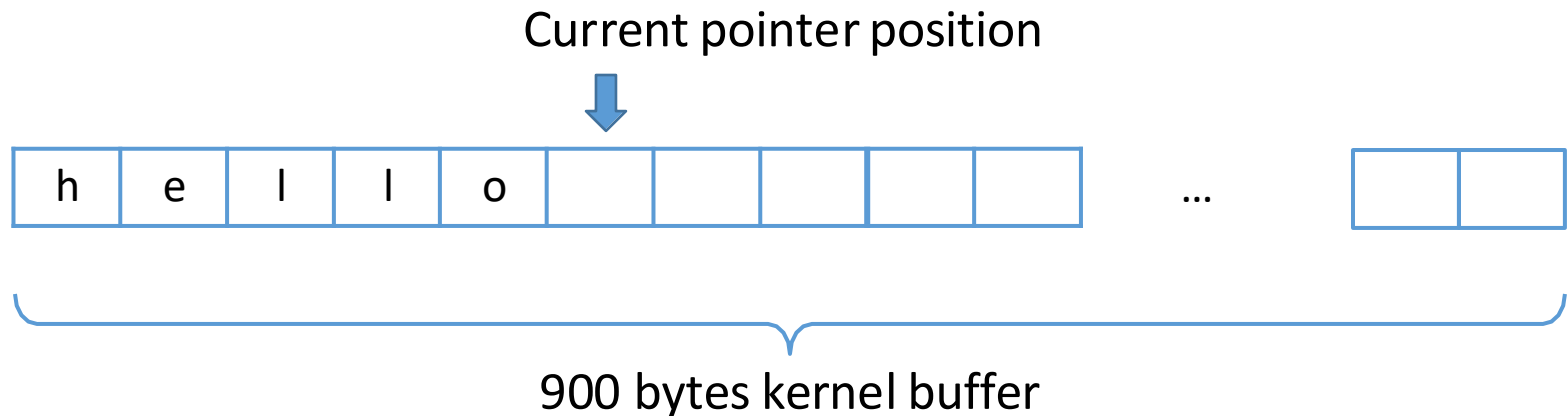 Current pointer position
h e l l o
...
900 bytes kernel buffer